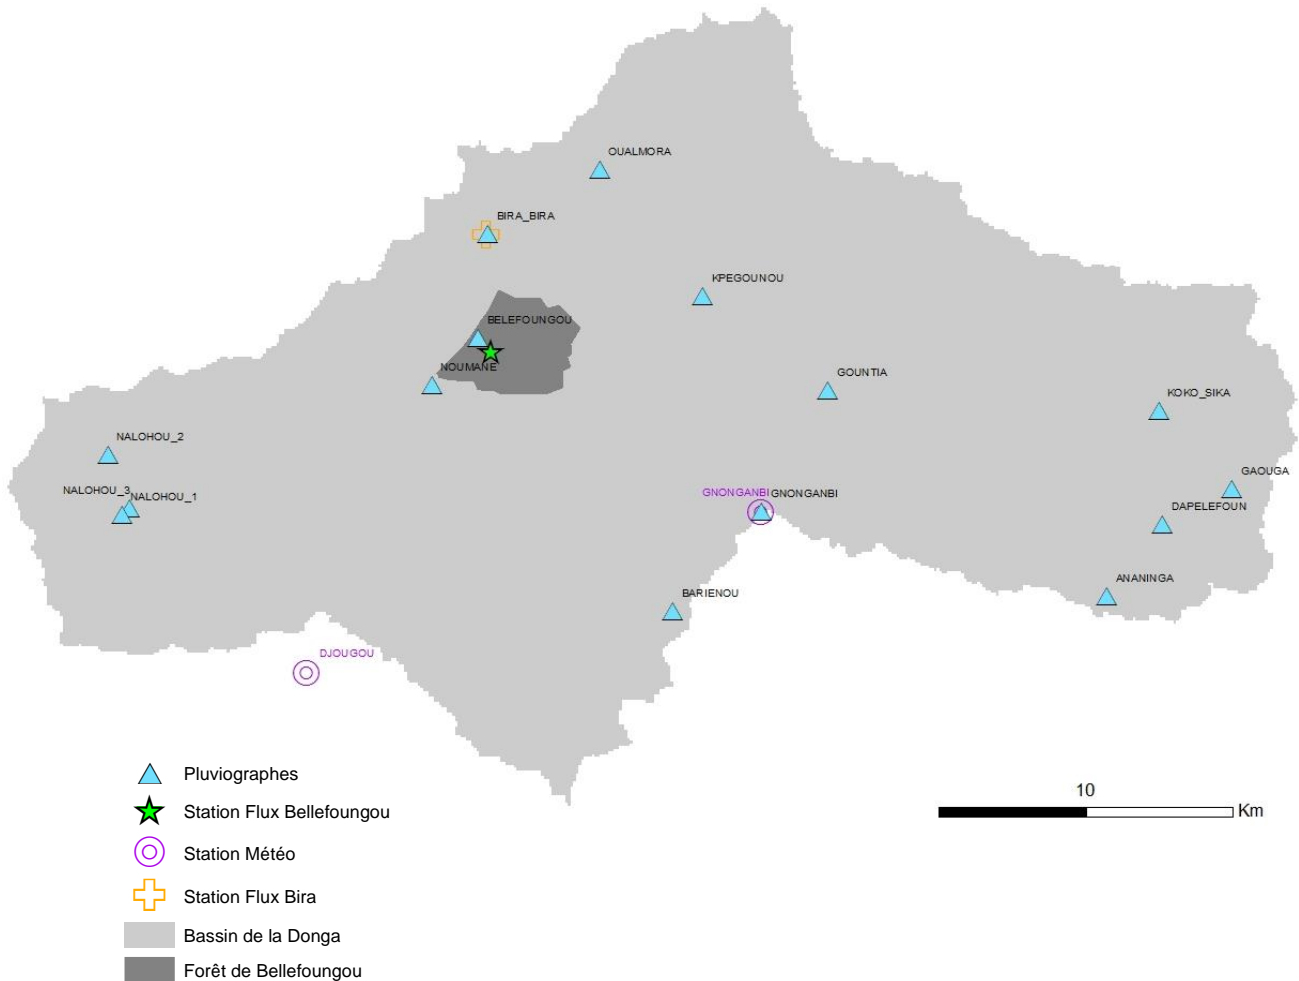 OUALMORA
BIRA_BIRA
KPEGOUNOU
BELEFOUNGOU
NOUMANE
GOUNTIA
KOKO_SIKA
NALOHOU_2
GAOUGA
NALOHOU_3
NALOHOU_1
GNONGANBI
GNONGANBI
DAPELEFOUN
ANANINGA
BARIENOU
DJOUGOU
Pluviographes
Station Flux Bellefoungou
Station Météo
Station Flux Bira
Bassin de la Donga
Forêt de Bellefoungou
10
Km